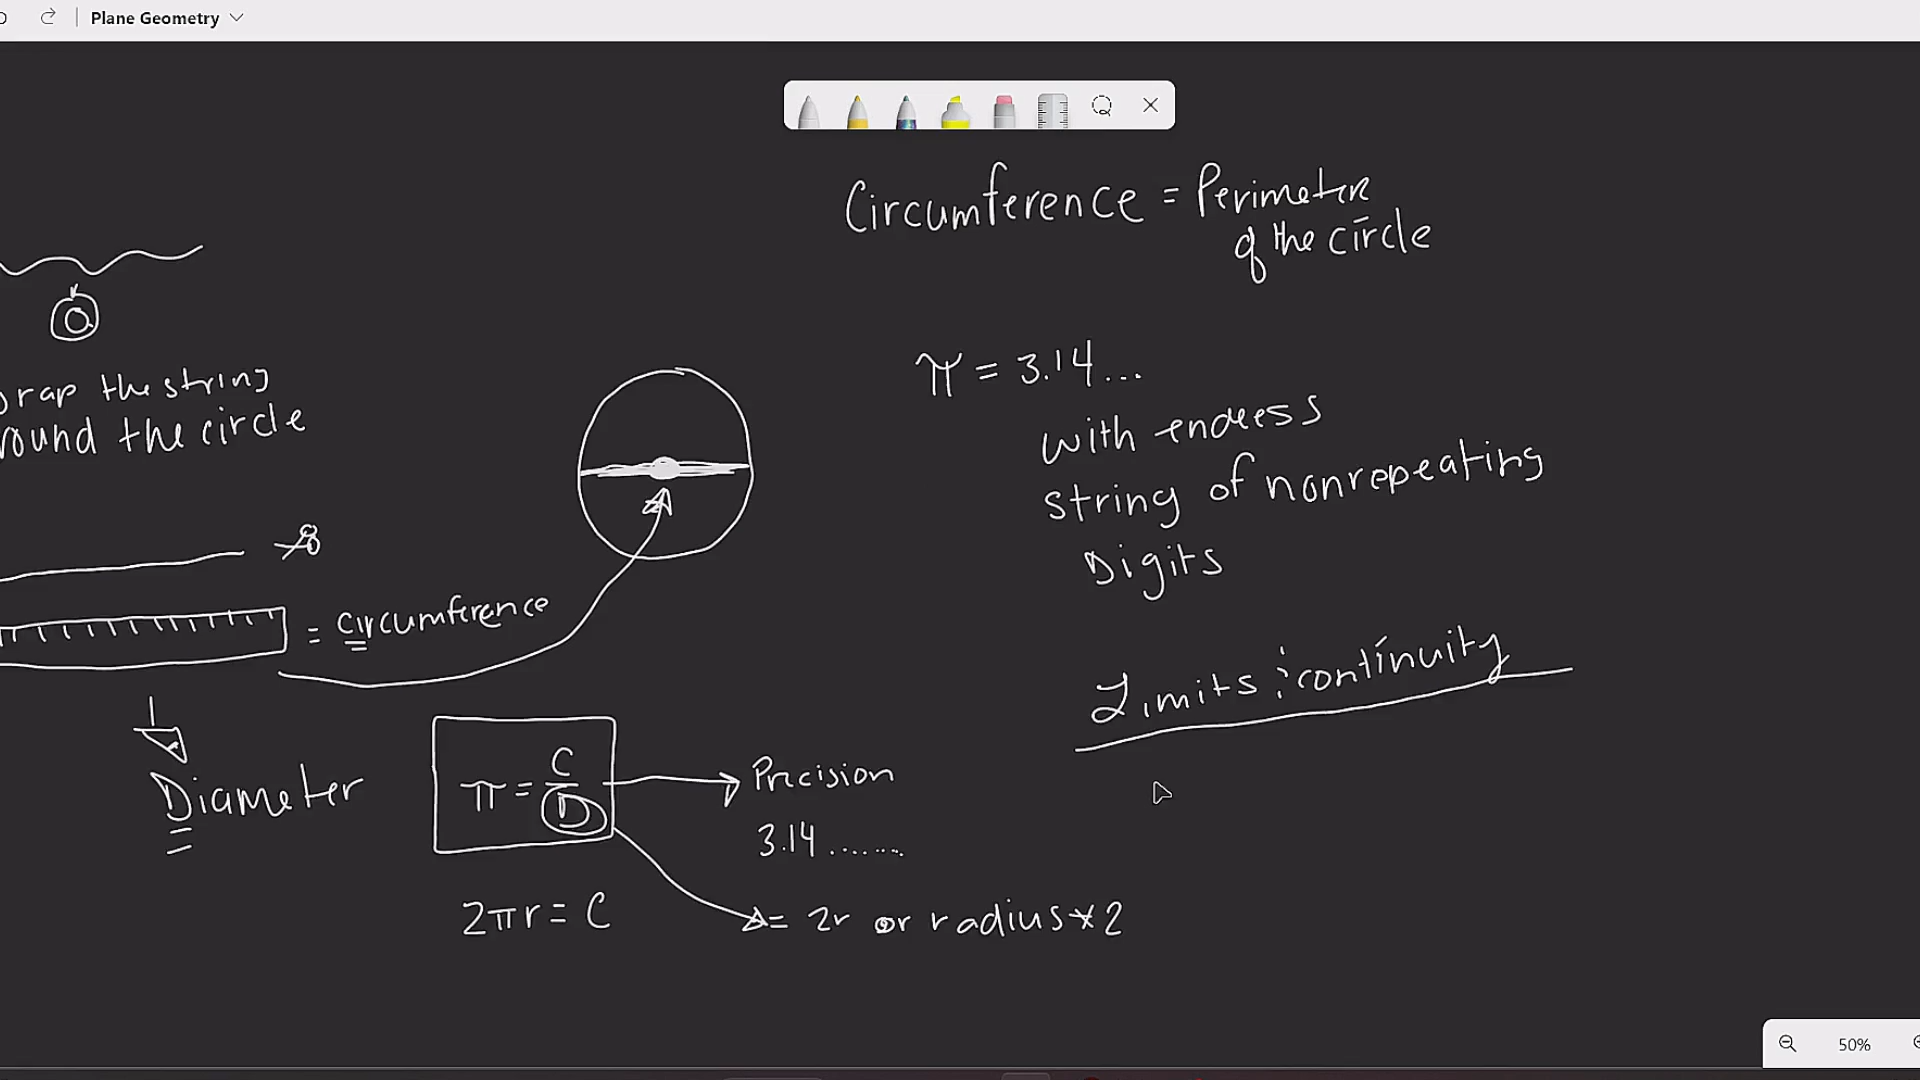 Plane Geometry
Circumference = Perimeter
of the circle
rap the string
round the circle
π = 3.14...
with endless
string of nonrepeating
Digits
= circumference
Limits : continuity
Diameter
π = C/D
Precision
3.14.......
2πr = C
= 2r or radius * 2
50%